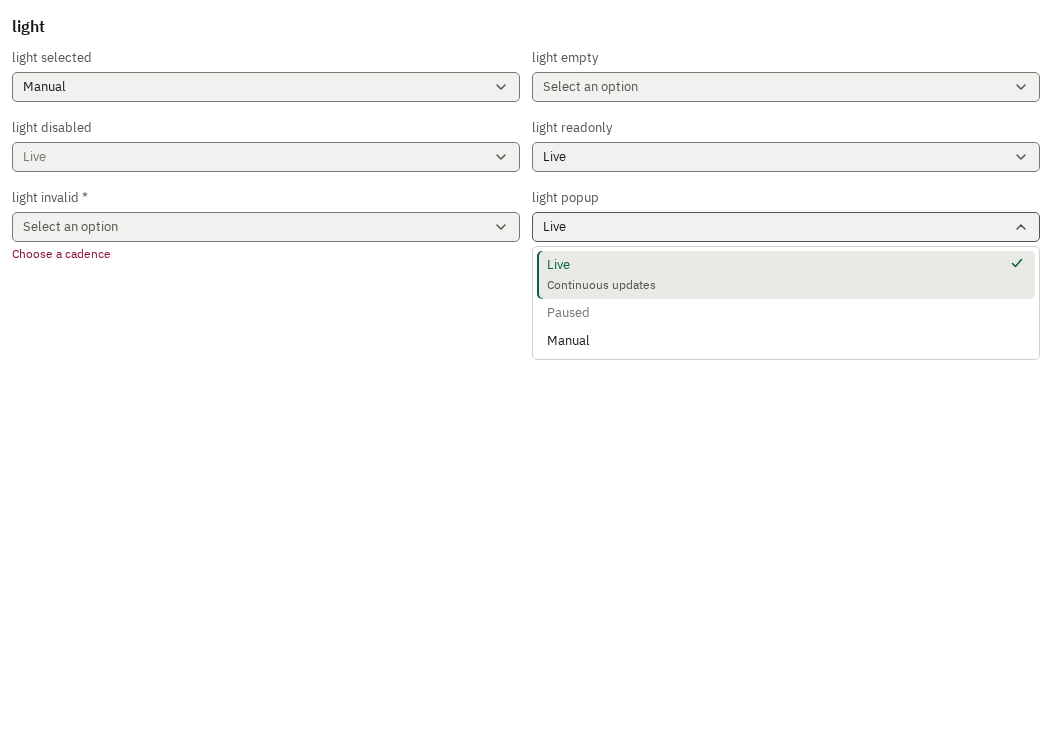 light
light selected
Manual
light empty
Select an option
light disabled
Live
light readonly
Live
light invalid *
Select an option
Choose a cadence
light popup
Live
Live
Continuous updates
Paused
Manual